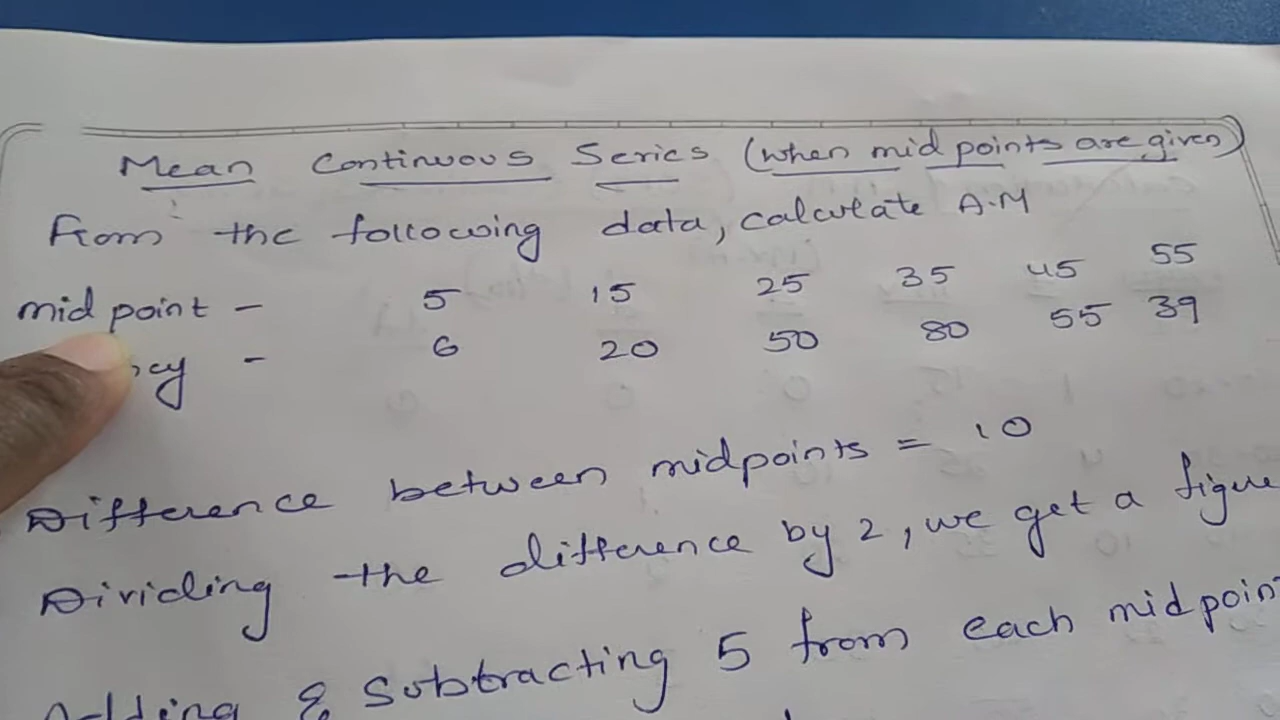 Mean Continuous Series (when mid points are given)
From the following data, calculate A.M
mid point - 5 15 25 35 45 55
cy - 6 20 50 80 55 39
Difference between midpoints = 10
Dividing the difference by 2, we get a figure
Adding & Subtracting 5 from each midpoint